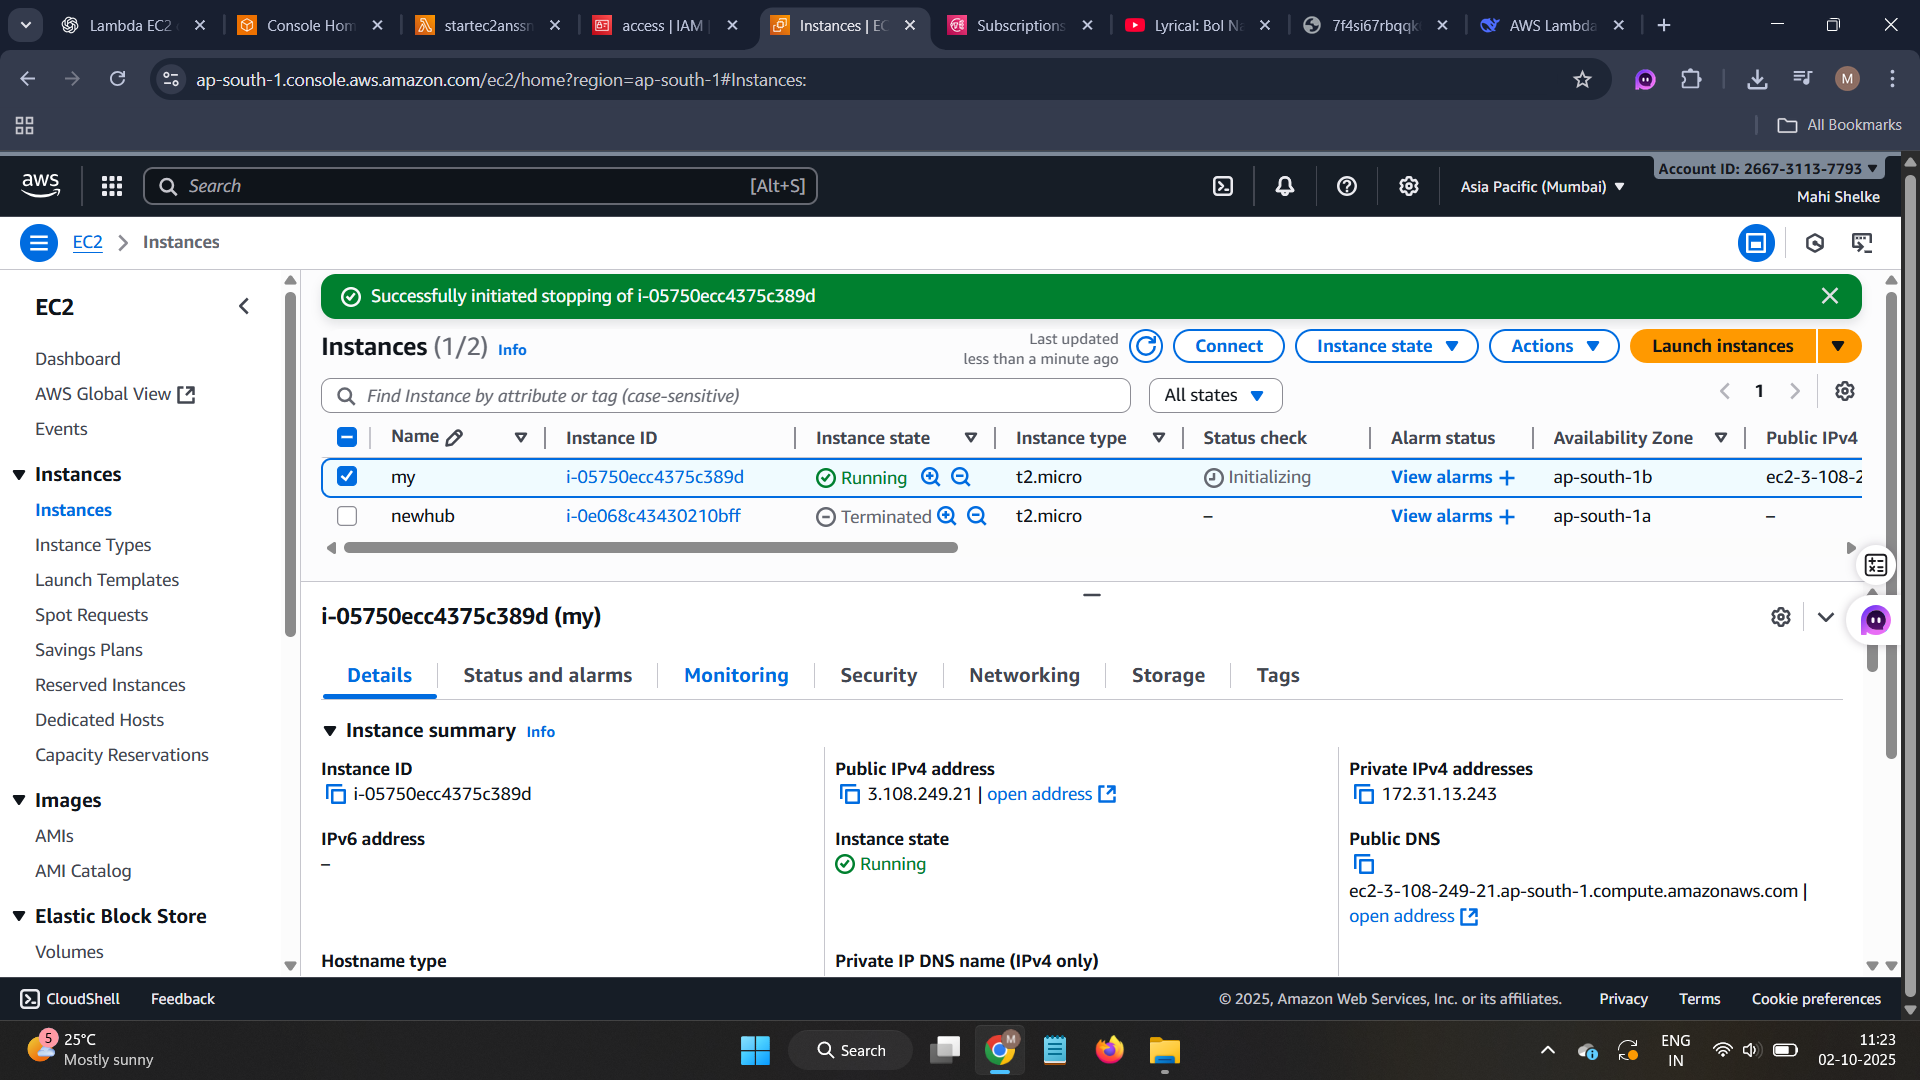 Lambda EC2
Console Hom
startec2anssn
access | IAM
Instances | EC
Subscriptions
Lyrical: Bol Na
7f4si67rbqqk
AWS Lambda
ap-south-1.console.aws.amazon.com/ec2/home?region=ap-south-1#Instances:
M
All Bookmarks
aws
Search
[Alt+S]
Asia Pacific (Mumbai)
Account ID: 2667-3113-7793
Mahi Shelke
EC2
Instances
EC2
Dashboard
AWS Global View
Events
Instances
Instances
Instance Types
Launch Templates
Spot Requests
Savings Plans
Reserved Instances
Dedicated Hosts
Capacity Reservations
Images
AMIs
AMI Catalog
Elastic Block Store
Volumes
Successfully initiated stopping of i-05750ecc4375c389d
Instances (1/2) Info
Last updated
less than a minute ago
Connect
Instance state
Actions
Launch instances
Find Instance by attribute or tag (case-sensitive)
All states
1
Name Instance ID Instance state Instance type Status check Alarm status Availability Zone Public IPv4
my i-05750ecc4375c389d Running t2.micro Initializing View alarms + ap-south-1b ec2-3-108-2
newhub i-0e068c43430210bff Terminated t2.micro – View alarms + ap-south-1a –
i-05750ecc4375c389d (my)
Details
Status and alarms
Monitoring
Security
Networking
Storage
Tags
Instance summary Info
Instance ID
i-05750ecc4375c389d
Public IPv4 address
3.108.249.21 | open address
Private IPv4 addresses
172.31.13.243
IPv6 address
–
Instance state
Running
Public DNS
ec2-3-108-249-21.ap-south-1.compute.amazonaws.com |
open address
Hostname type
Private IP DNS name (IPv4 only)
CloudShell
Feedback
© 2025, Amazon Web Services, Inc. or its affiliates.
Privacy
Terms
Cookie preferences
5
25°C
Mostly sunny
Search
M
ENG
IN
11:23
02-10-2025